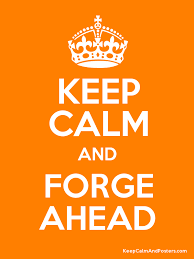 KEEP
CALM
AND
FORGE
AHEAD
KeepCalmAndPosters.com